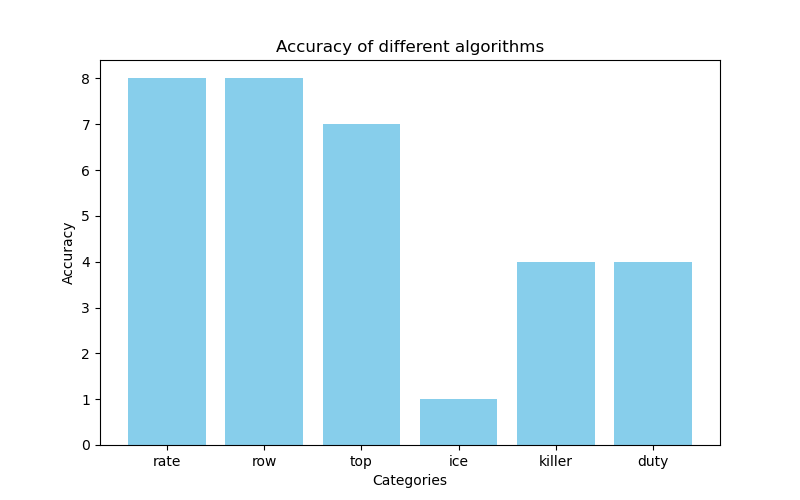 Accuracy of different algorithms
8
7
6
5
4
3
2
1
0
Accuracy
rate row top ice killer duty
Categories